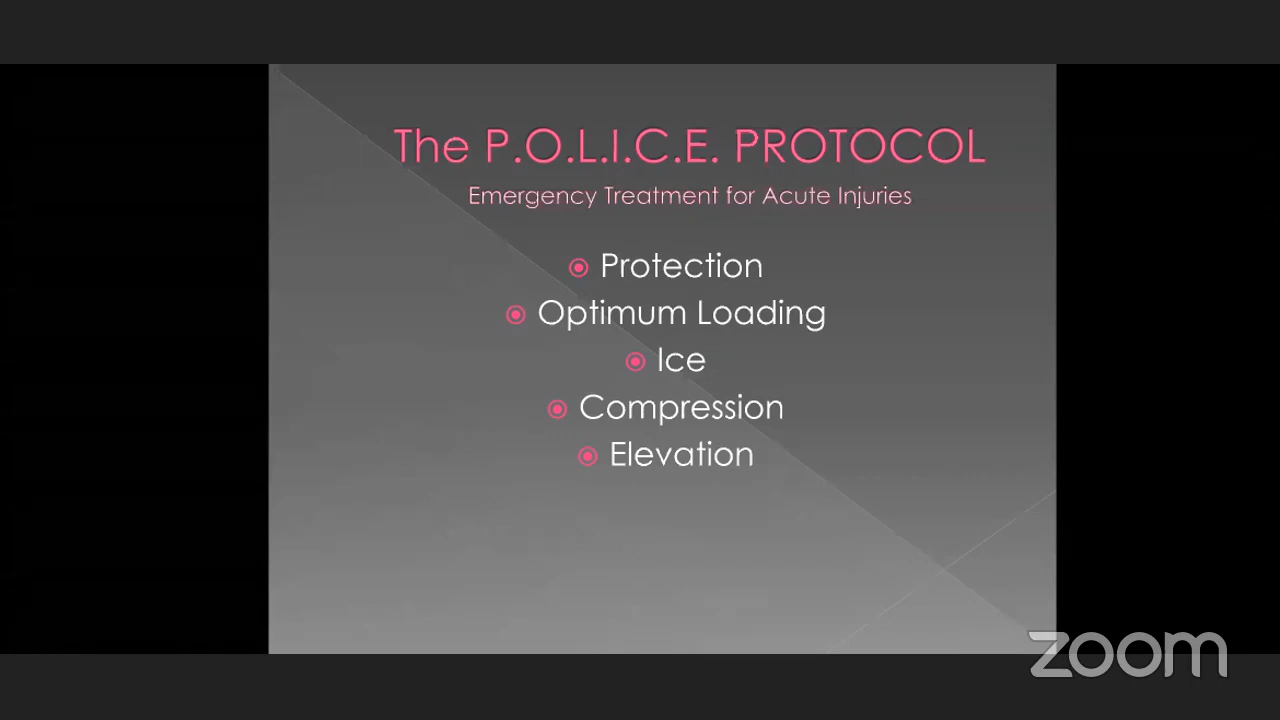 The P.O.L.I.C.E. PROTOCOL
Emergency Treatment for Acute Injuries
Protection
Optimum Loading
Ice
Compression
Elevation
zoom